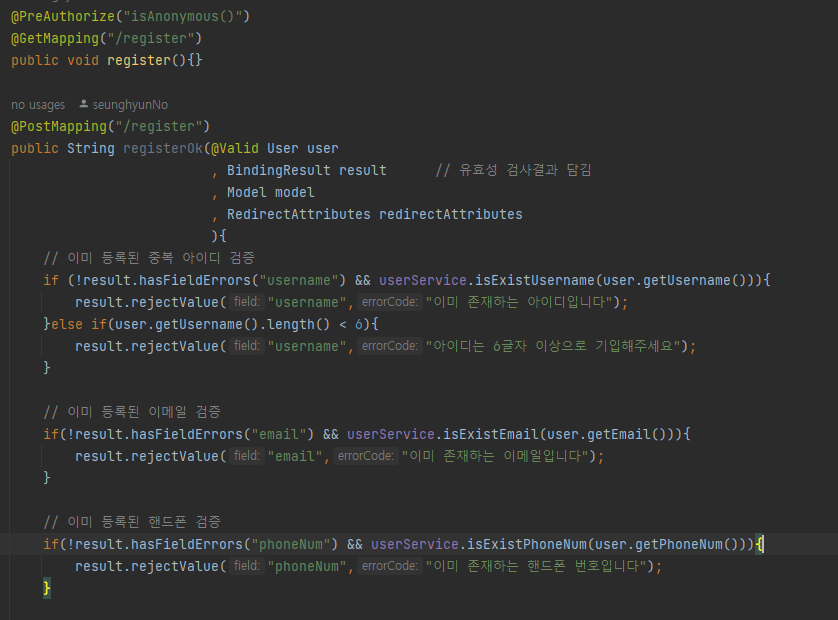 @PreAuthorize("isAnonymous()")
@GetMapping("/register")
public void register(){}
no usages seunghyunNo
@PostMapping("/register")
public String registerOk(@Valid User user
, BindingResult result // 유효성 검사결과 담김
, Model model
, RedirectAttributes redirectAttributes
){
// 이미 등록된 중복 아이디 검증
if (!result.hasFieldErrors("username") && userService.isExistUsername(user.getUsername())){
result.rejectValue( field: "username", errorCode: "이미 존재하는 아이디입니다");
}else if(user.getUsername().length() < 6){
result.rejectValue( field: "username", errorCode: "아이디는 6글자 이상으로 기입해주세요");
}
// 이미 등록된 이메일 검증
if(!result.hasFieldErrors("email") && userService.isExistEmail(user.getEmail())){
result.rejectValue( field: "email", errorCode: "이미 존재하는 이메일입니다");
}
// 이미 등록된 핸드폰 검증
if(!result.hasFieldErrors("phoneNum") && userService.isExistPhoneNum(user.getPhoneNum())){
result.rejectValue( field: "phoneNum", errorCode: "이미 존재하는 핸드폰 번호입니다");
}